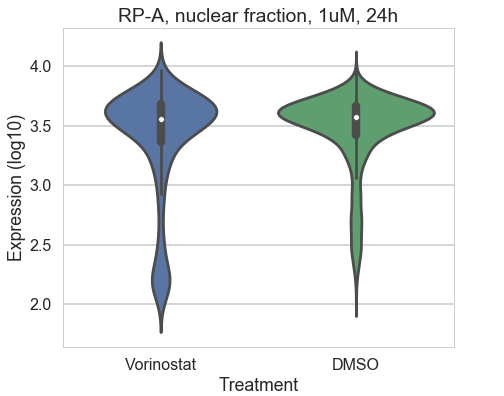 RP-A, nuclear fraction, 1uM, 24h
Expression (log10)
4.0
3.5
3.0
2.5
2.0
Vorinostat DMSO
Treatment